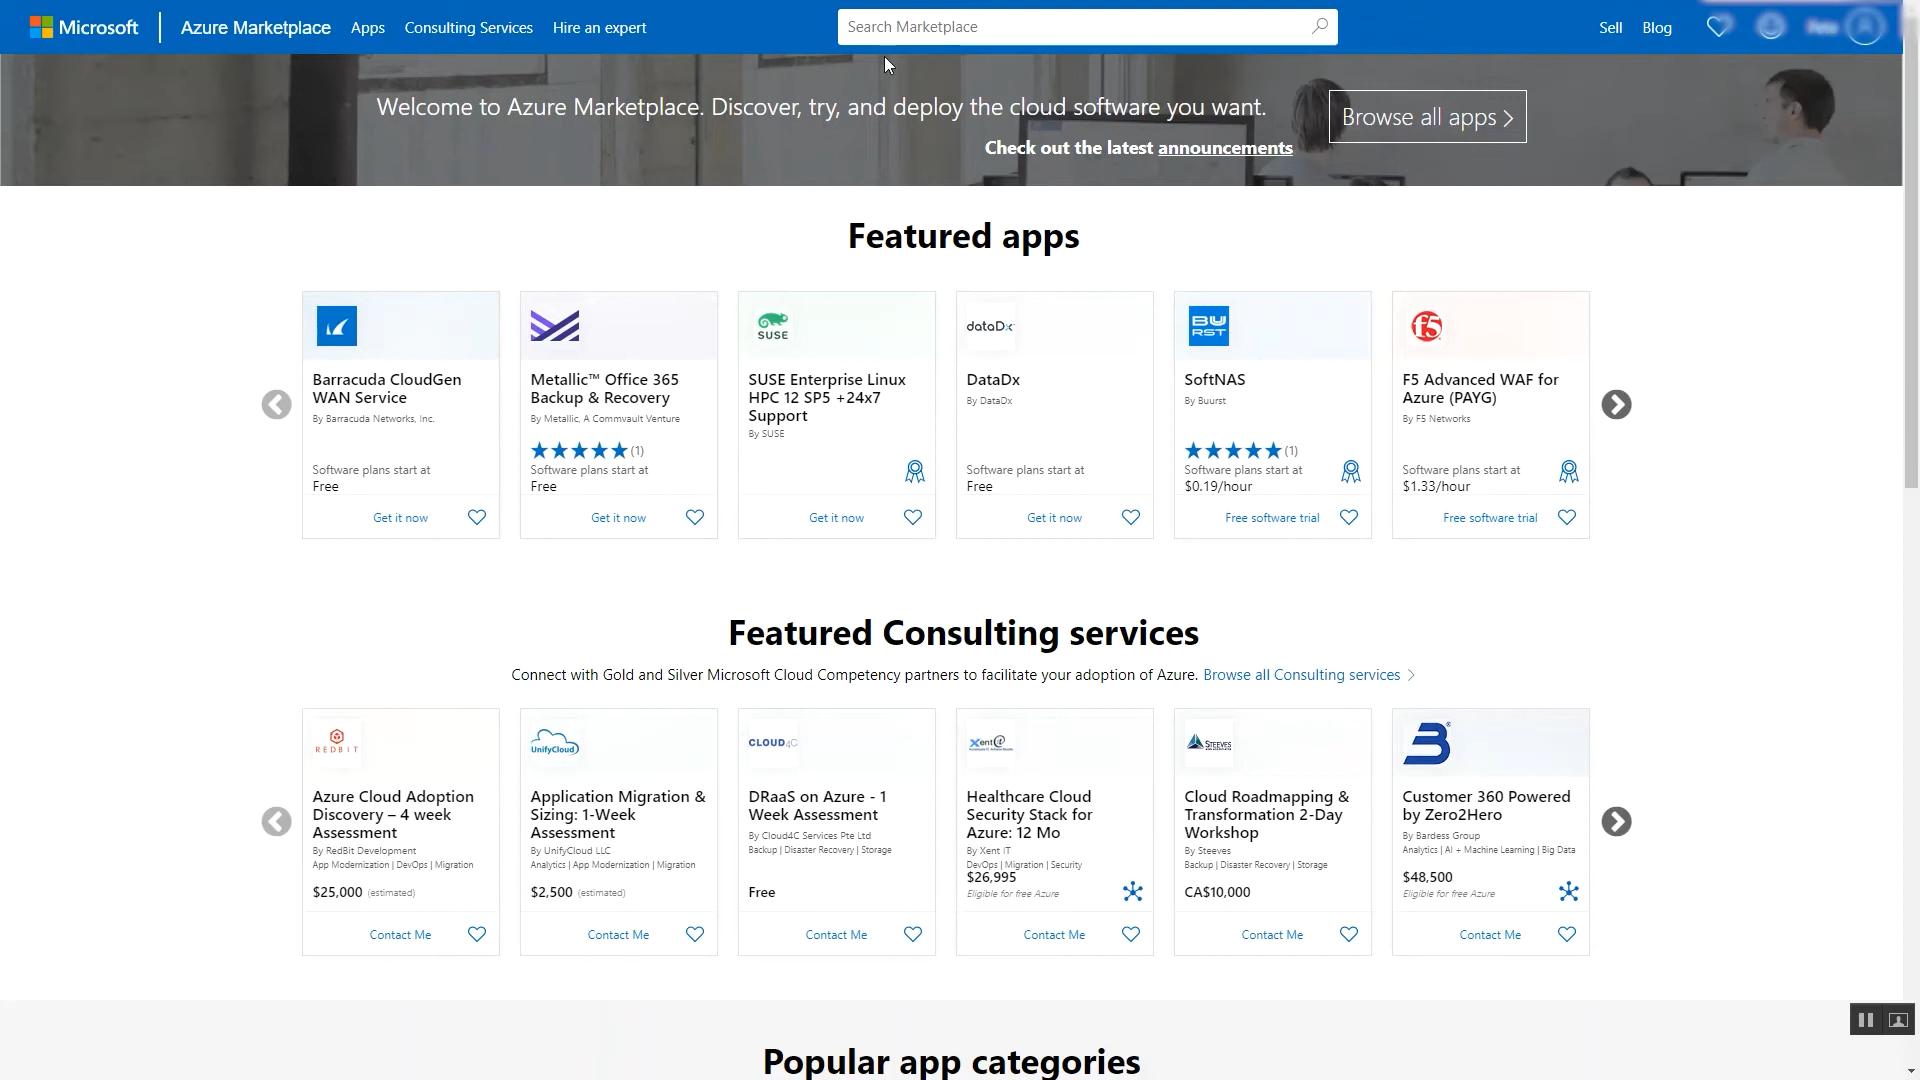 Microsoft
Azure Marketplace
Apps
Consulting Services
Hire an expert
Search Marketplace
Sell
Blog
Welcome to Azure Marketplace. Discover, try, and deploy the cloud software you want.
Check out the latest announcements
Browse all apps
Featured apps
Barracuda CloudGen
WAN Service
By Barracuda Networks, Inc.
Software plans start at
Free
Get it now
Metallic™ Office 365
Backup & Recovery
By Metallic, A Commvault Venture
(1)
Software plans start at
Free
Get it now
SUSE
SUSE Enterprise Linux
HPC 12 SP5 +24x7
Support
By SUSE
Get it now
dataDx
DataDx
By DataDx
Software plans start at
Free
Get it now
BU
RST
SoftNAS
By Buurst
(1)
Software plans start at
$0.19/hour
Free software trial
f5
F5 Advanced WAF for
Azure (PAYG)
By F5 Networks
Software plans start at
$1.33/hour
Free software trial
Featured Consulting services
Connect with Gold and Silver Microsoft Cloud Competency partners to facilitate your adoption of Azure. Browse all Consulting services
REDBIT
Azure Cloud Adoption
Discovery – 4 week
Assessment
By RedBit Development
App Modernization | DevOps | Migration
$25,000 (estimated)
Contact Me
UnifyCloud
Application Migration &
Sizing: 1-Week
Assessment
By UnifyCloud LLC
Analytics | App Modernization | Migration
$2,500 (estimated)
Contact Me
CLOUD4C
DRaaS on Azure - 1
Week Assessment
By Cloud4C Services Pte Ltd
Backup | Disaster Recovery | Storage
Free
Contact Me
Xent
Healthcare Cloud
Security Stack for
Azure: 12 Mo
By Xent IT
DevOps | Migration | Security
$26,995
Eligible for free Azure
Contact Me
STEEVES
Cloud Roadmapping &
Transformation 2-Day
Workshop
By Steeves
Backup | Disaster Recovery | Storage
CA$10,000
Contact Me
Customer 360 Powered
by Zero2Hero
By Bardess Group
Analytics | AI + Machine Learning | Big Data
$48,500
Eligible for free Azure
Contact Me
Popular app categories